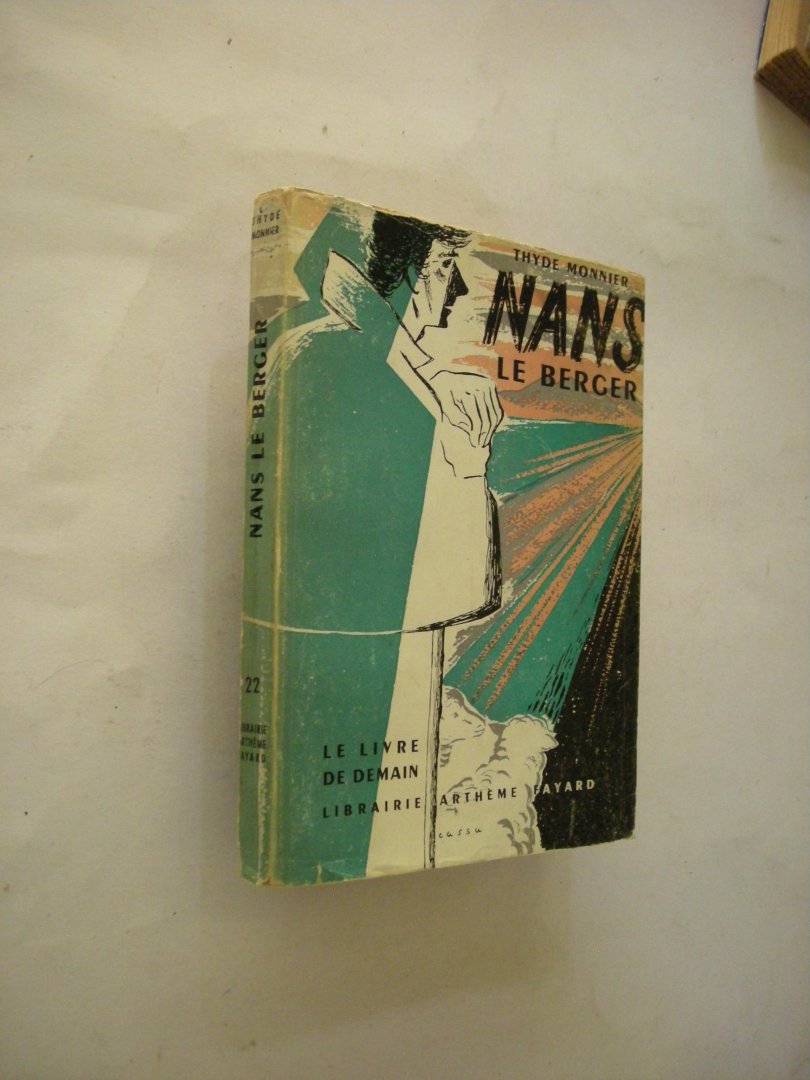 THYDE
MONNIER
NANS LE BERGER
22
LIBRAIRIE
ARTHÈME
FAYARD
THYDE MONNIER
NANS
LE BERGER
LE LIVRE
DE DEMAIN
LIBRAIRIE ARTHÈME FAYARD
cassu